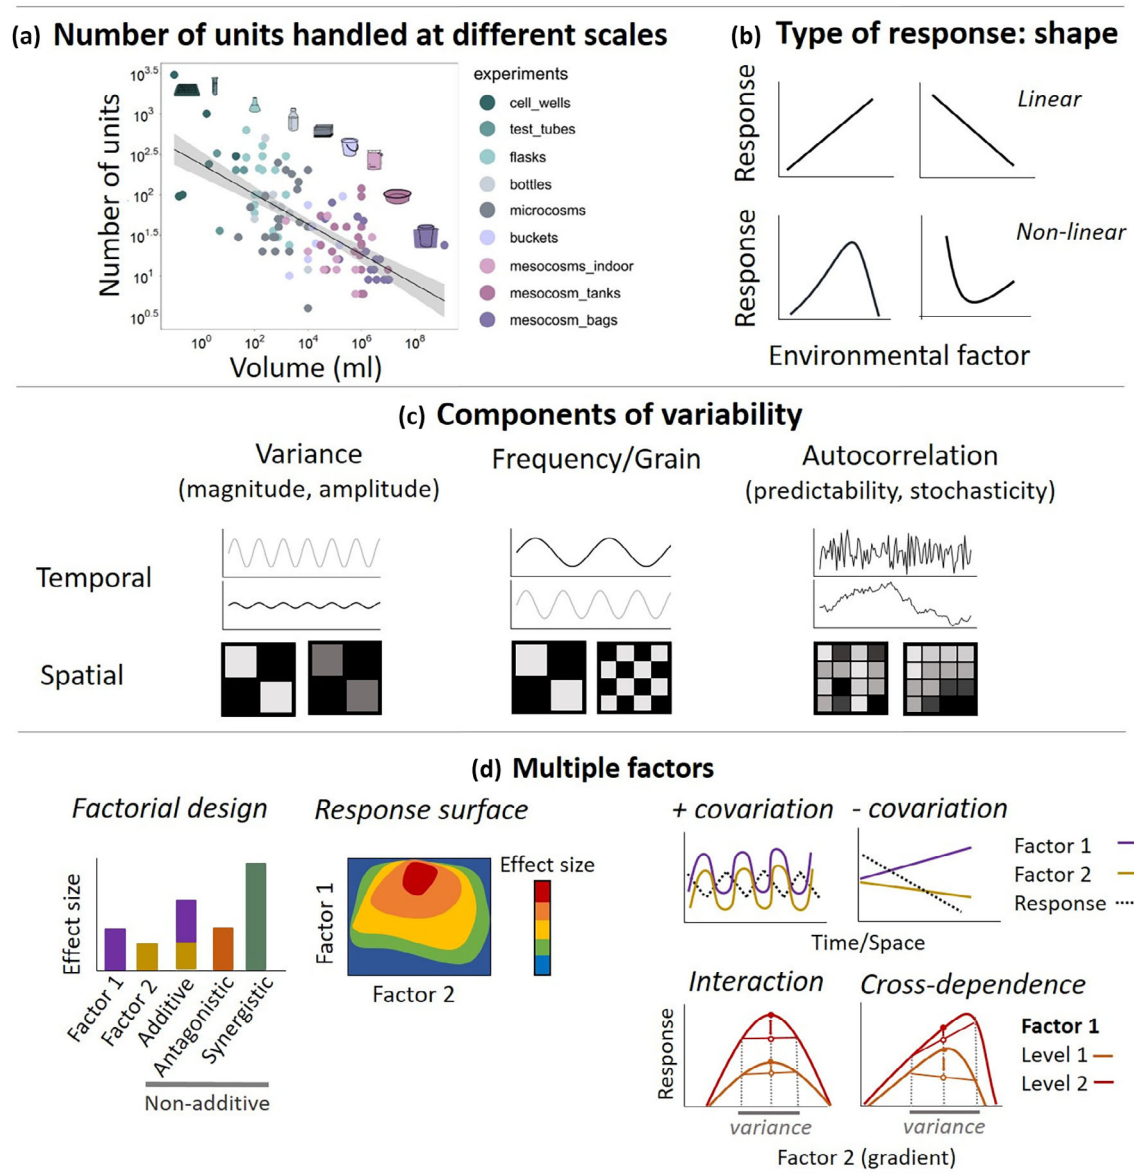 (a) Number of units handled at different scales
Number of units
10^3.5
10^3
10^2.5
10^2
10^1.5
10^1
10^0.5
10^0 10^2 10^4 10^6 10^8
Volume (ml)
experiments
cell_wells
test_tubes
flasks
bottles
microcosms
buckets
mesocosms_indoor
mesocosm_tanks
mesocosm_bags
(b) Type of response: shape
Response
Linear
Response
Non-linear
Environmental factor
(c) Components of variability
Variance
(magnitude, amplitude)
Frequency/Grain
Autocorrelation
(predictability, stochasticity)
Temporal
Spatial
(d) Multiple factors
Factorial design
Effect size
Factor 1
Factor 2
Additive
Antagonistic
Synergistic
Non-additive
Response surface
Effect size
Factor 1
Factor 2
+ covariation
- covariation
Factor 1
Factor 2
Response
Time/Space
Interaction
Cross-dependence
Response
Factor 1
Level 1
Level 2
variance
variance
Factor 2 (gradient)